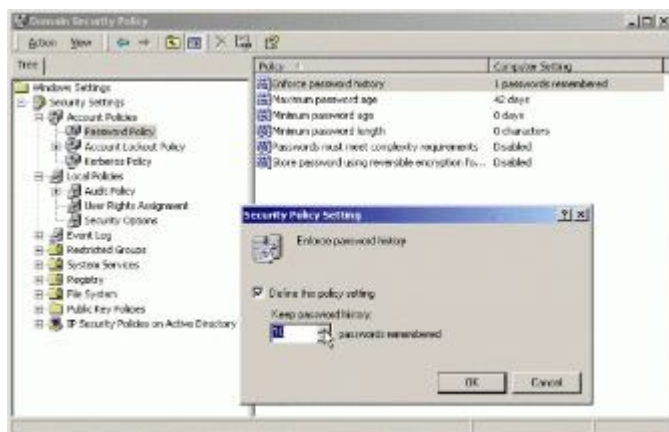 Domain Security Policy
Action View
Tree
Policy Computer Setting
Windows Settings
Security Settings
Account Policies
Password Policy
Account Lockout Policy
Kerberos Policy
Local Policies
Audit Policy
User Rights Assignment
Security Options
Event Log
Restricted Groups
System Services
Registry
File System
Public Key Policies
IP Security Policies on Active Directory
Enforce password history 1 passwords remembered
Maximum password age 42 days
Minimum password age 0 days
Minimum password length 0 characters
Passwords must meet complexity requirements Disabled
Store password using reversible encryption fo... Disabled
Security Policy Setting
Enforce password history
Define this policy setting
Keep password history:
passwords remembered
OK Cancel